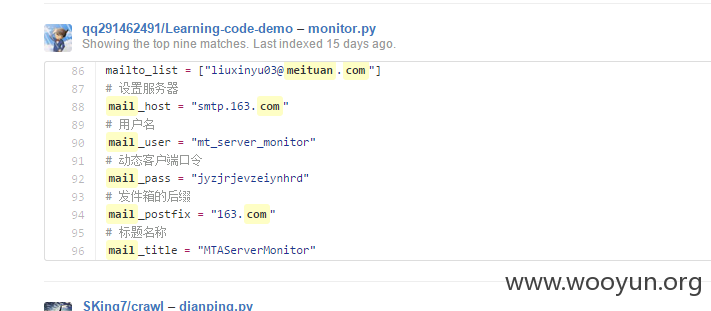 qq291462491/Learning-code-demo – monitor.py
Showing the top nine matches. Last indexed 15 days ago.
86 mailto_list = ["liuxinyu03@meituan.com"]
87 # 设置服务器
88 mail_host = "smtp.163.com"
89 # 用户名
90 mail_user = "mt_server_monitor"
91 # 动态客户端口令
92 mail_pass = "jyzjrjevzeiynhrd"
93 # 发件箱的后缀
94 mail_postfix = "163.com"
95 # 标题名称
96 mail_title = "MTAServerMonitor"
www.wooyun.org
SKing7/crawl – dianping.py